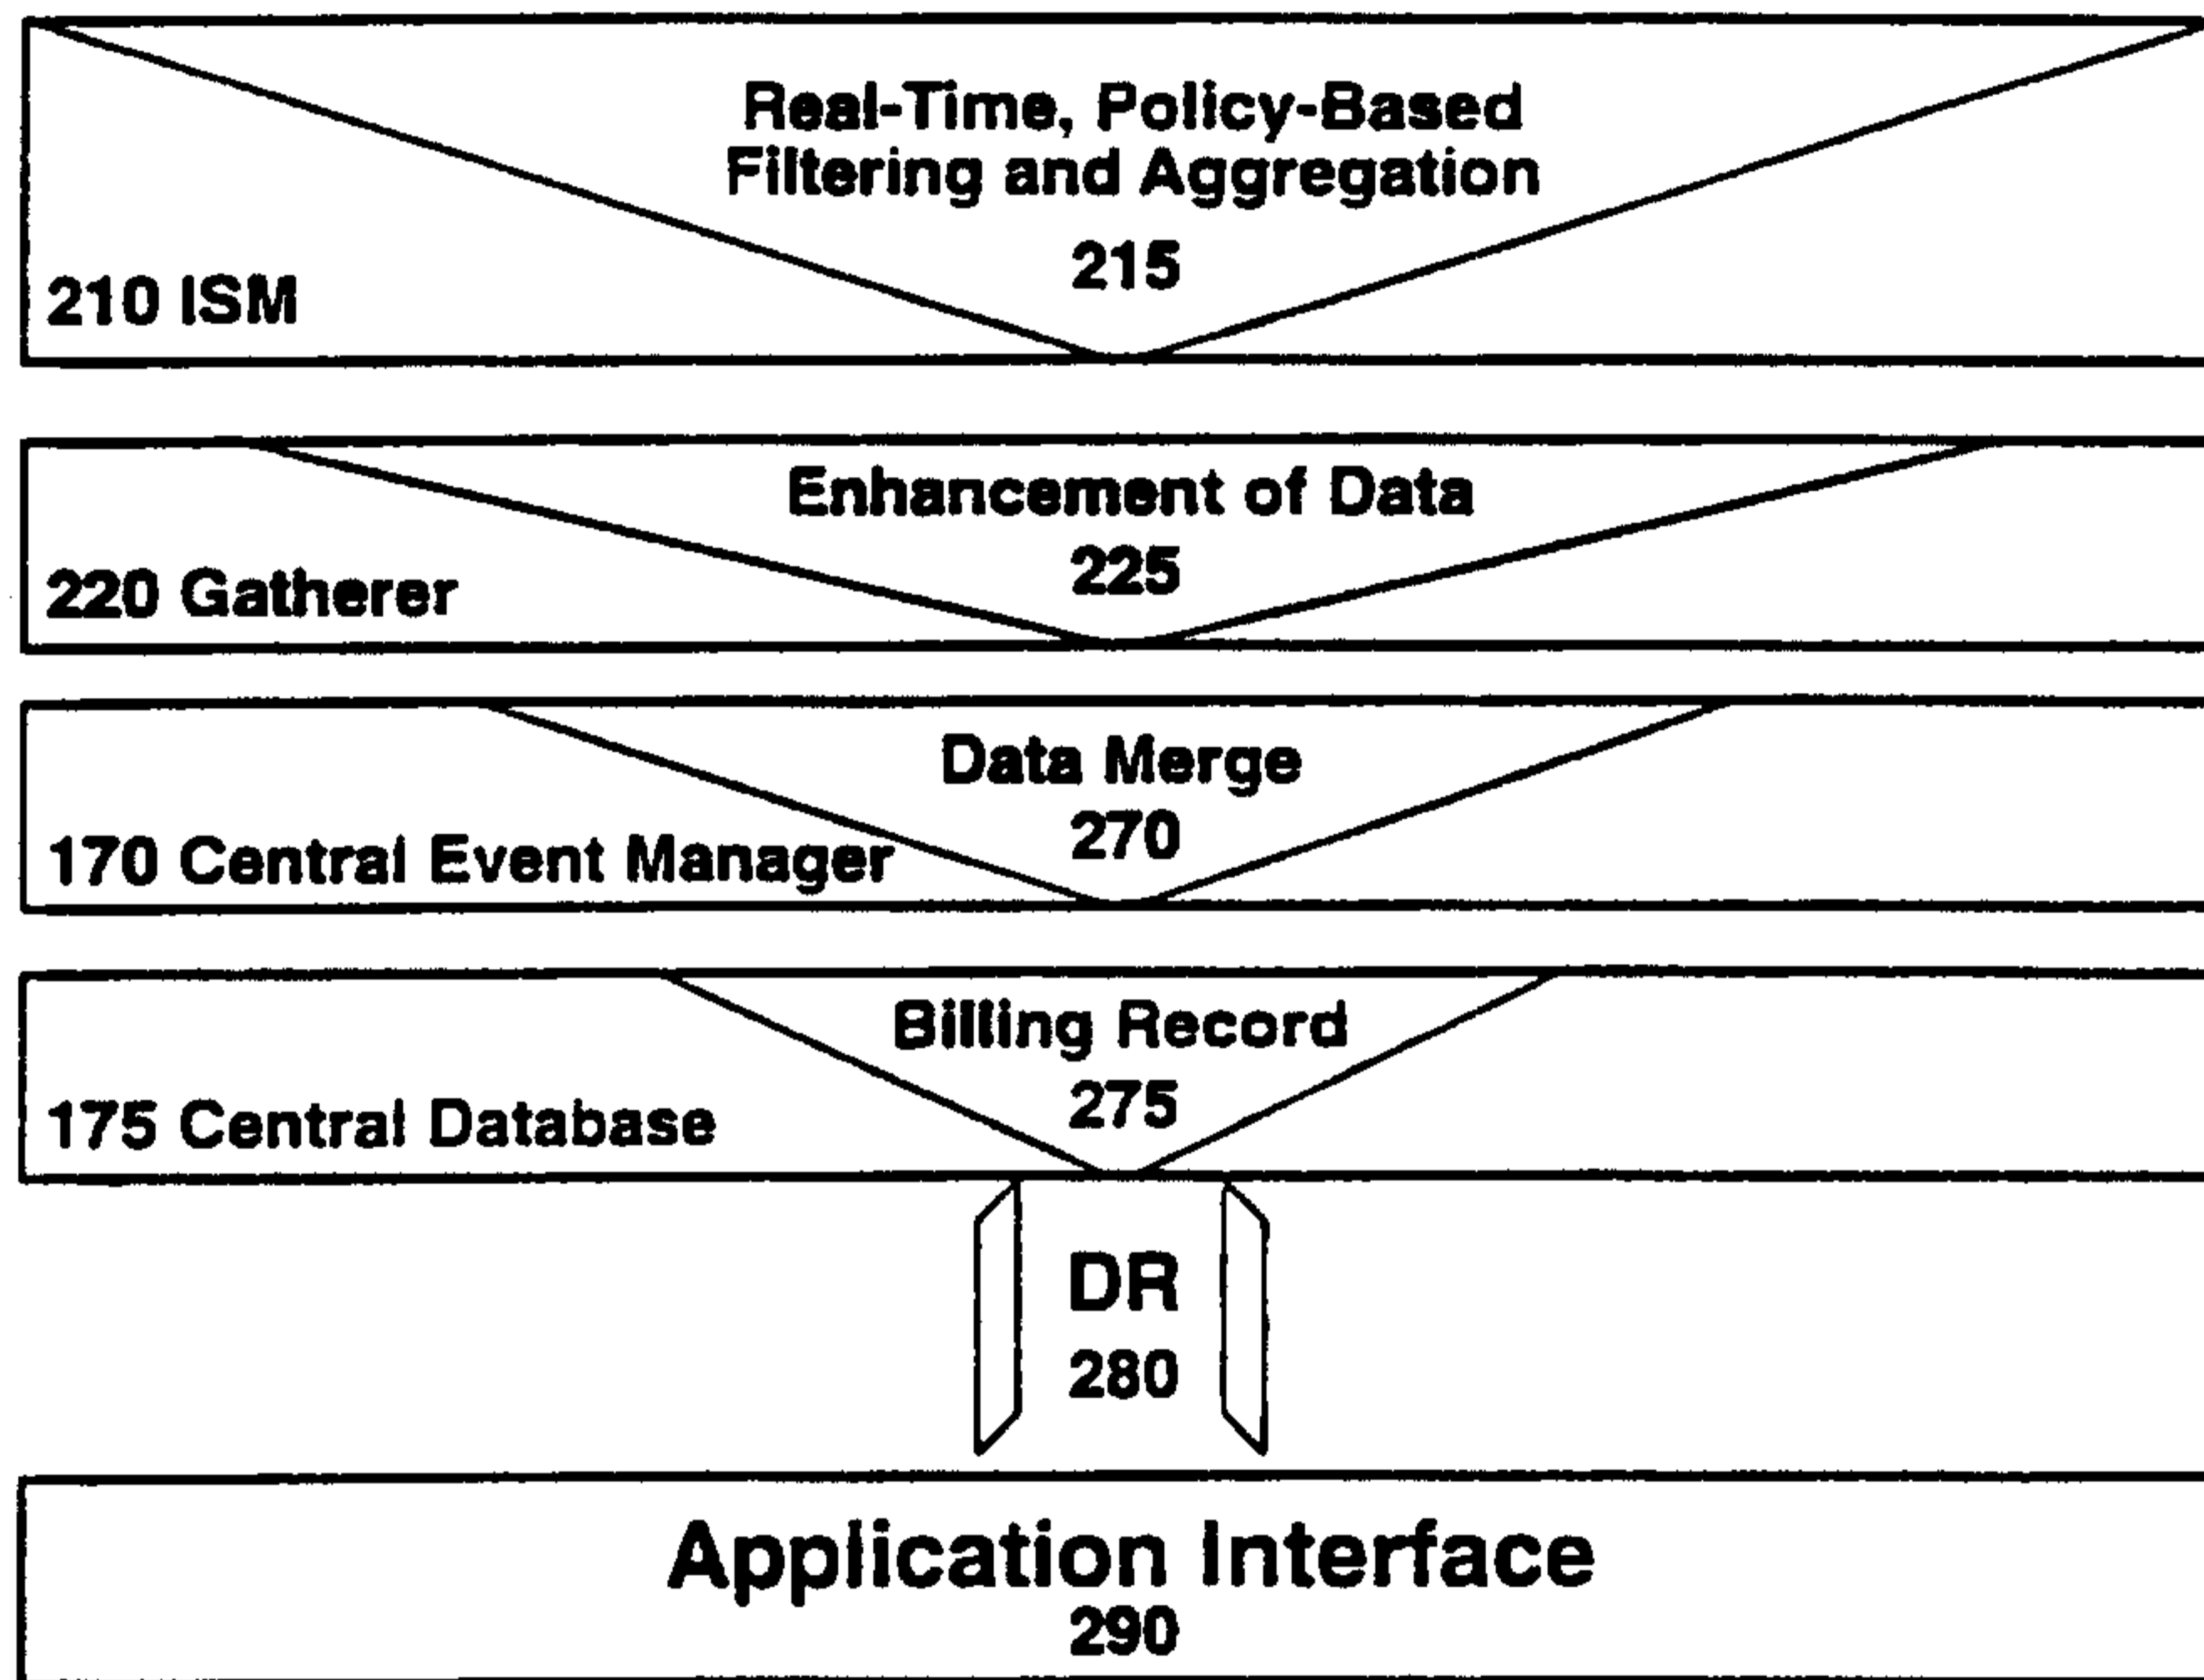 Real-Time, Policy-Based
Filtering and Aggregation
215
210 ISM
Enhancement of Data
225
220 Gatherer
Data Merge
270
170 Central Event Manager
Billing Record
275
175 Central Database
DR
280
Application Interface
290